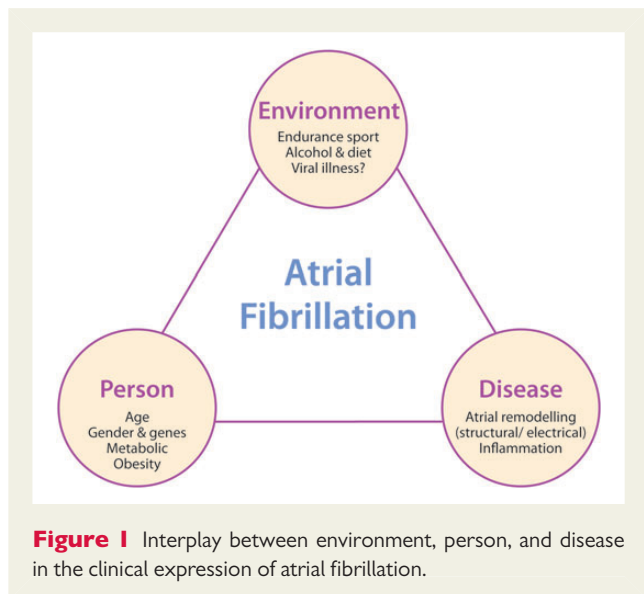 Environment
Endurance sport
Alcohol & diet
Viral illness?
Atrial
Fibrillation
Person
Age
Gender & genes
Metabolic
Obesity
Disease
Atrial remodelling
(structural/ electrical)
Inflammation
Figure 1 Interplay between environment, person, and disease
in the clinical expression of atrial fibrillation.